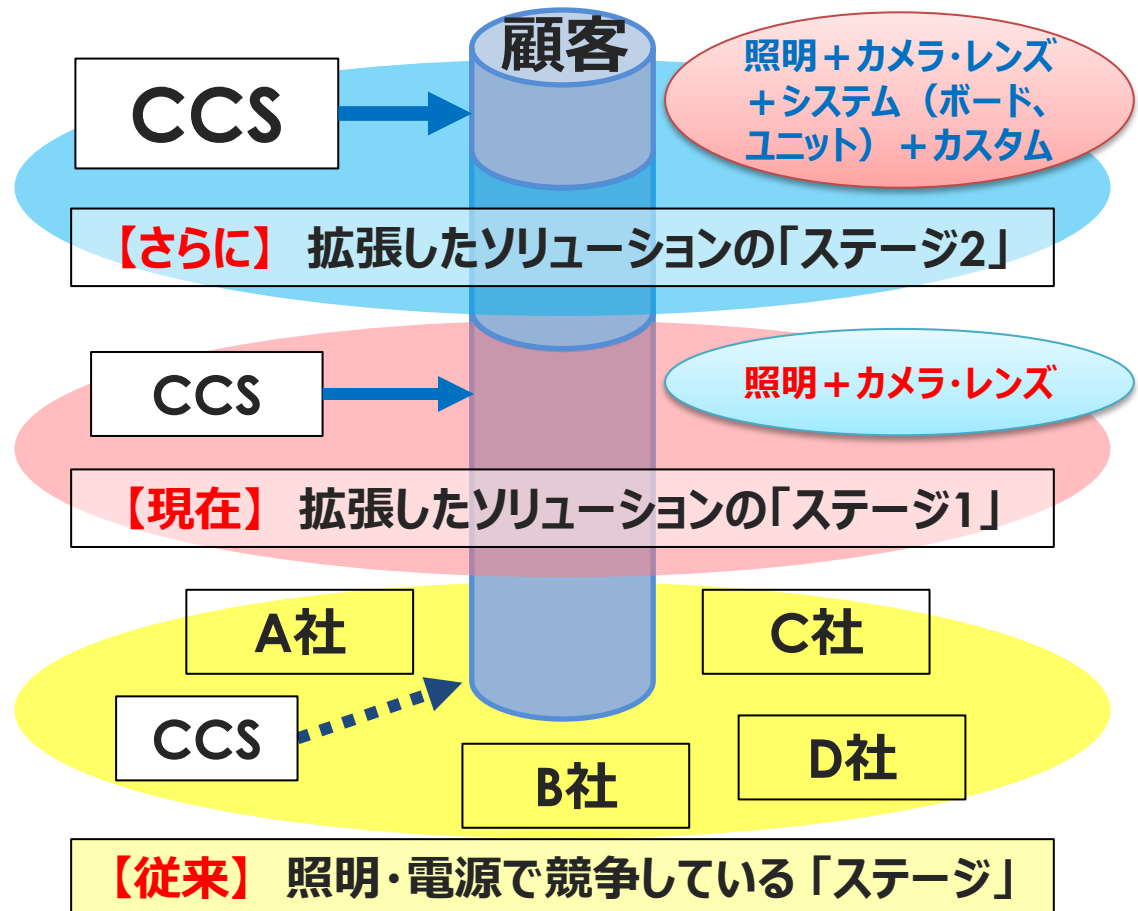 顧客
CCS
照明+カメラ・レンズ
+システム（ボード、
ユニット）+カスタム
【さらに】 拡張したソリューションの「ステージ2」
CCS
照明+カメラ・レンズ
【現在】 拡張したソリューションの「ステージ1」
A社
C社
CCS
B社
D社
【従来】 照明・電源で競争している「ステージ」